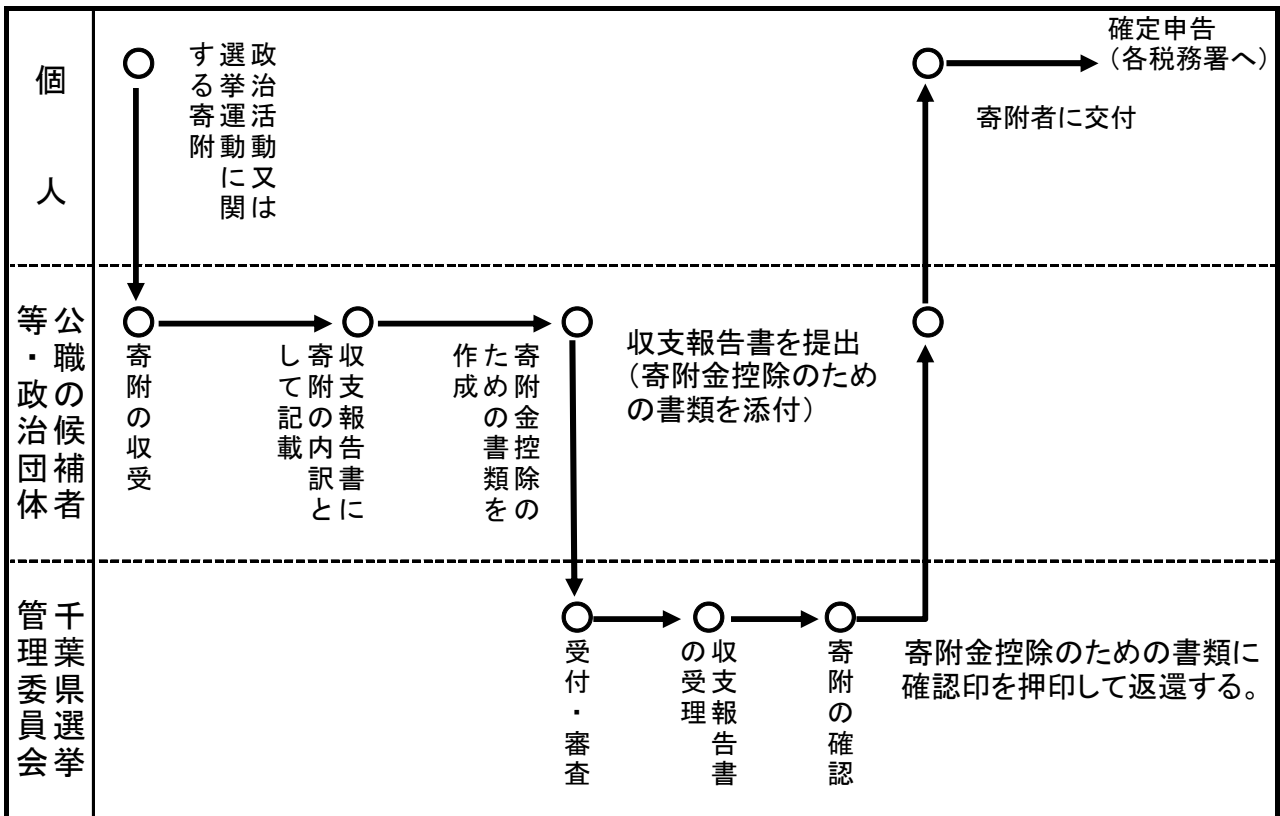 個人
政治活動又は
選挙運動に関
する寄附
確定申告
（各税務署へ）
寄附者に交付
公職の候補者
等・政治団体
寄附の収受
収支報告書に
寄附の内訳と
して記載
寄附金控除の
ための書類を
作成
収支報告書を提出
（寄附金控除のため
の書類を添付）
千葉県選挙
管理委員会
受付・審査
収支報告書
の受理
寄附の確認
寄附金控除のための書類に
確認印を押印して返還する。